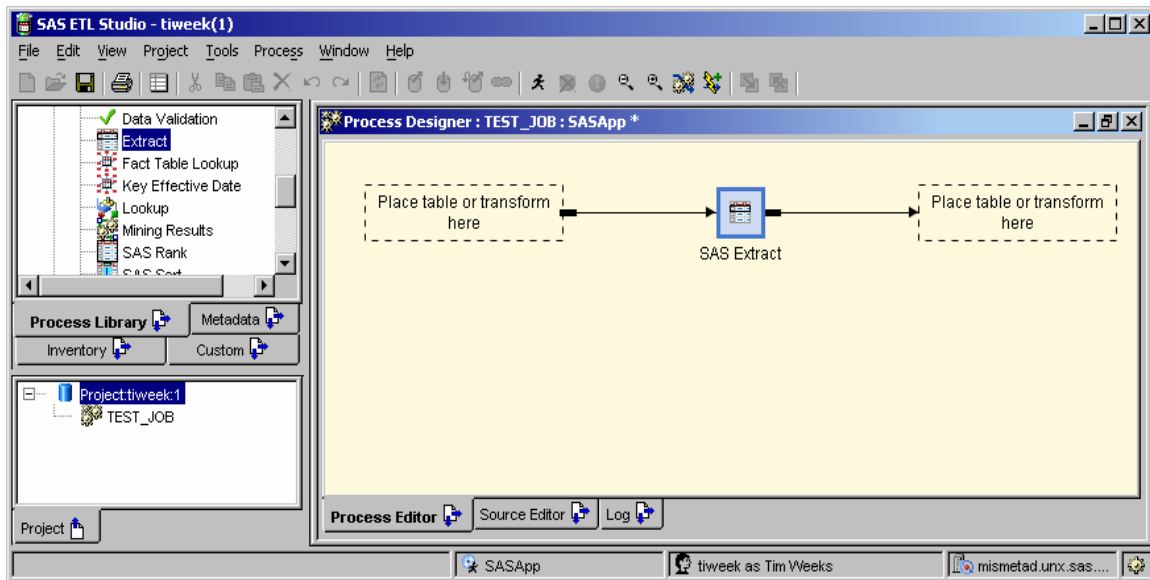 SAS ETL Studio - tiweek(1)
File Edit View Project Tools Process Window Help
Data Validation
Extract
Fact Table Lookup
Key Effective Date
Lookup
Mining Results
SAS Rank
SAS Sort
Process Library
Metadata
Inventory
Custom
Project:tiweek:1
TEST_JOB
Project
Process Designer : TEST_JOB : SASApp *
Place table or transform
here
SAS Extract
Place table or transform
here
Process Editor
Source Editor
Log
SASApp
tiweek as Tim Weeks
mismetad.unx.sas....